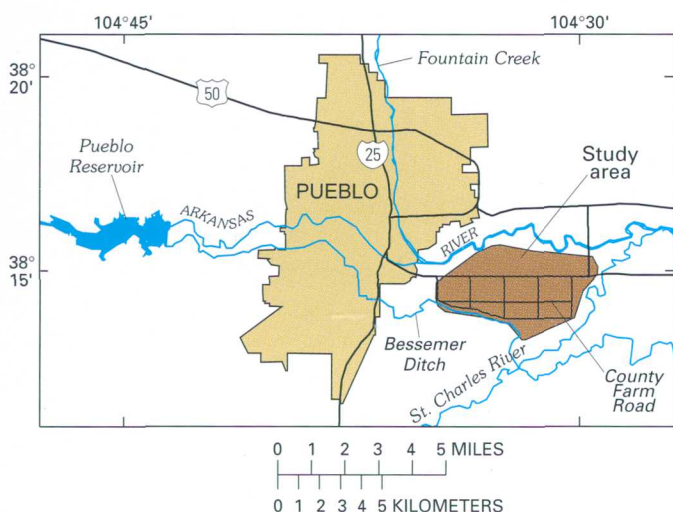 104°45'
104°30'
38°
20'
Fountain Creek
50
Pueblo
Reservoir
25
Study
area
PUEBLO
ARKANSAS
RIVER
38°
15'
Bessemer
Ditch
St. Charles River
County
Farm
Road
0 1 2 3 4 5 MILES
0 1 2 3 4 5 KILOMETERS